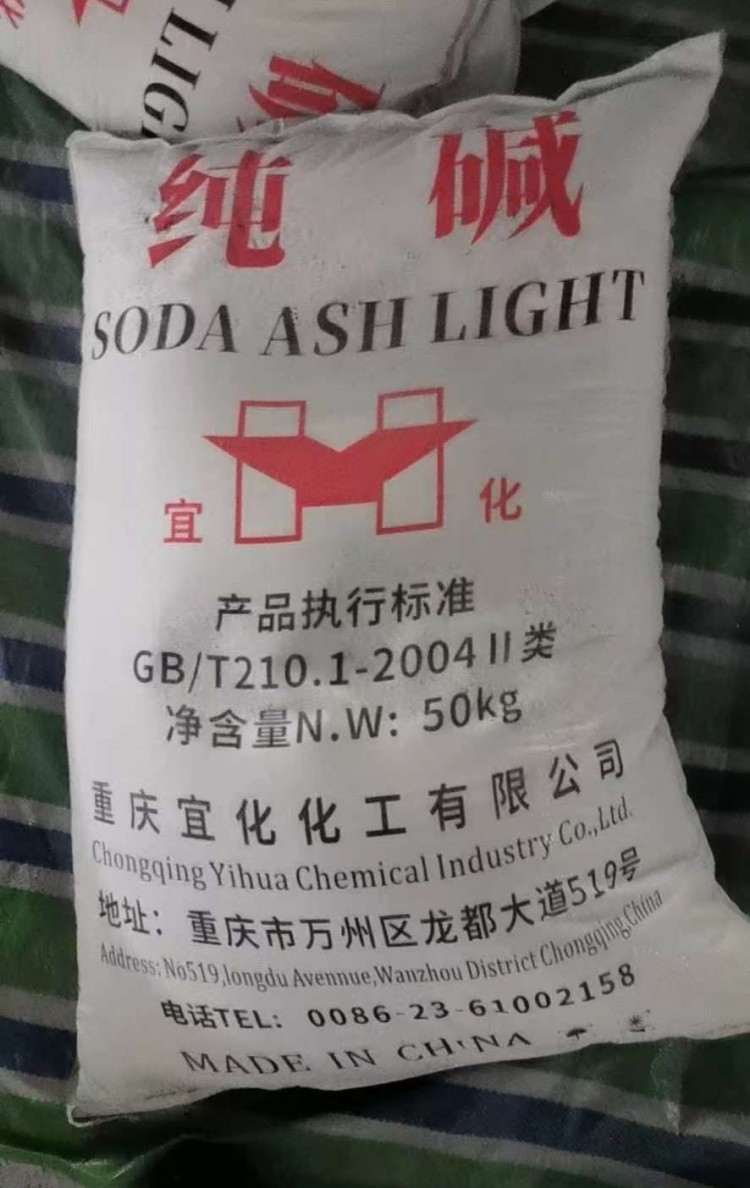 LIG
纯 碱
SODA ASH LIGHT
宜 化
产品执行标准
GB/T210.1-2004 II 类
净含量N.W: 50kg
重庆宜化化工有限公司
Chongqing Yihua Chemical Industry Co.,Ltd.
地址: 重庆市万州区龙都大道519号
Address: No519,longdu Avennue,Wanzhou District Chongqing,China
电话TEL: 0086-23-61002158
MADE IN CHINA